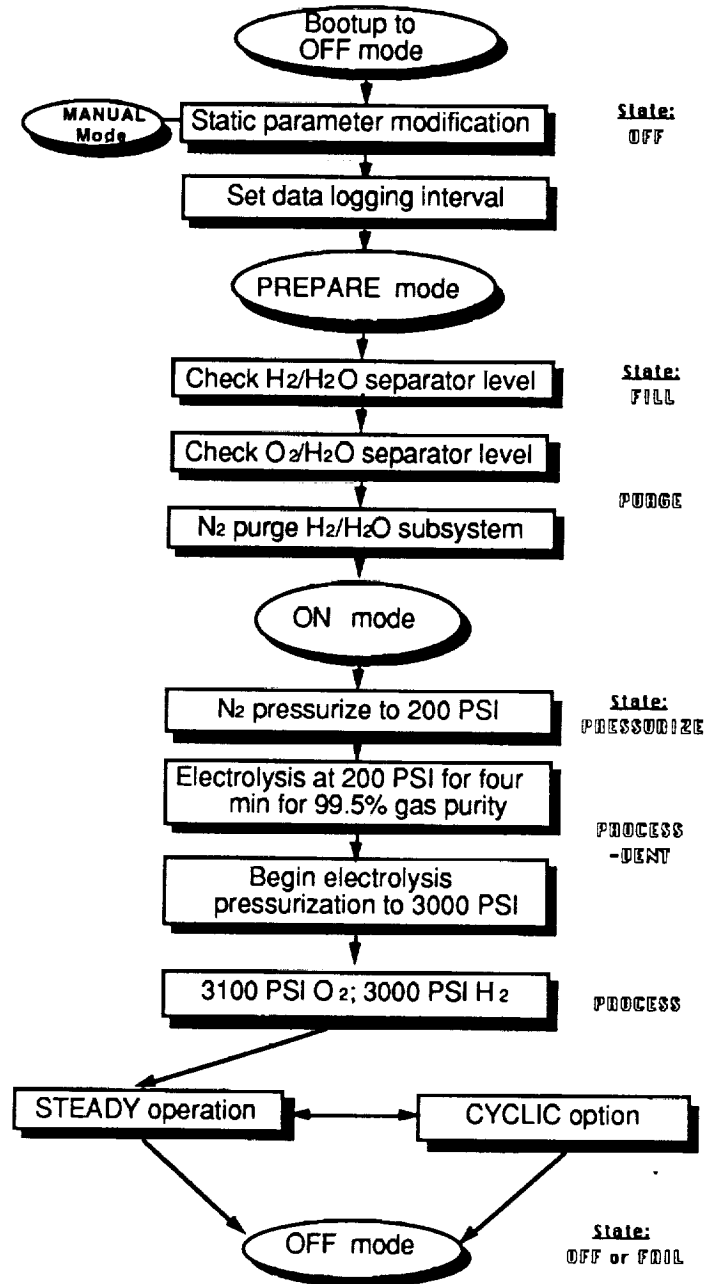 Bootup to
OFF mode
MANUAL
Mode
Static parameter modification
State:
OFF
Set data logging interval
PREPARE mode
Check H2/H2O separator level
State:
FILL
Check O2/H2O separator level
PURGE
N2 purge H2/H2O subsystem
ON mode
N2 pressurize to 200 PSI
State:
PRESSURIZE
Electrolysis at 200 PSI for four
min for 99.5% gas purity
PROCESS
-VENT
Begin electrolysis
pressurization to 3000 PSI
3100 PSI O2; 3000 PSI H2
PROCESS
STEADY operation
CYCLIC option
OFF mode
State:
OFF or FAIL